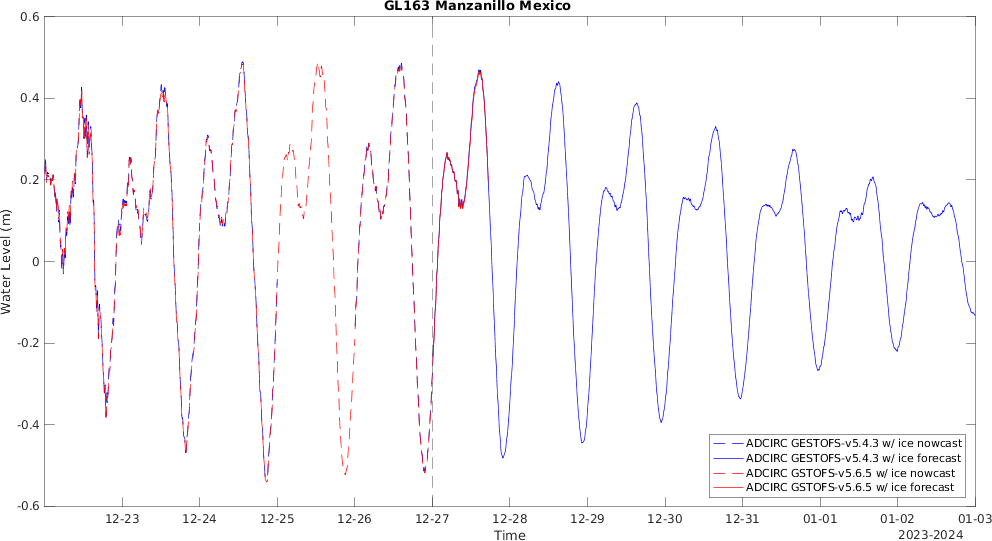 GL163 Manzanillo Mexico
Water Level (m)
0.6
0.4
0.2
0
-0.2
-0.4
-0.6
12-23 12-24 12-25 12-26 12-27 12-28 12-29 12-30 12-31 01-01 01-02 01-03
Time
2023-2024
ADCIRC GESTOFS-v5.4.3 w/ ice nowcast
ADCIRC GESTOFS-v5.4.3 w/ ice forecast
ADCIRC GSTOFS-v5.6.5 w/ ice nowcast
ADCIRC GSTOFS-v5.6.5 w/ ice forecast